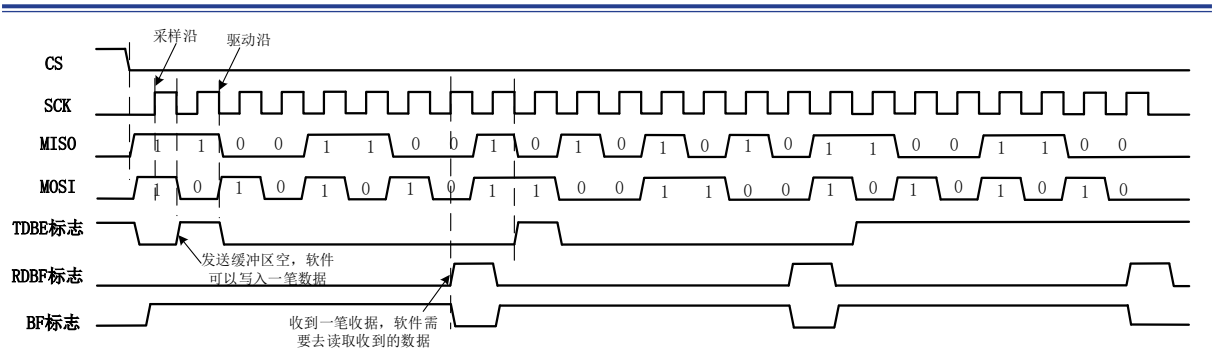 采样沿
驱动沿
CS
SCK
MISO 1 1 0 0 1 1 0 0 1 0 1 0 1 0 1 0 1 1 0 0 1 1 0 0
MOSI 1 0 1 0 1 0 1 0 1 1 0 0 1 1 0 0 1 0 1 0 1 0 1 0
TDBE标志
发送缓冲区空，软件
可以写入一笔数据
RDBF标志
BF标志
收到一笔收据，软件需
要去读取收到的数据